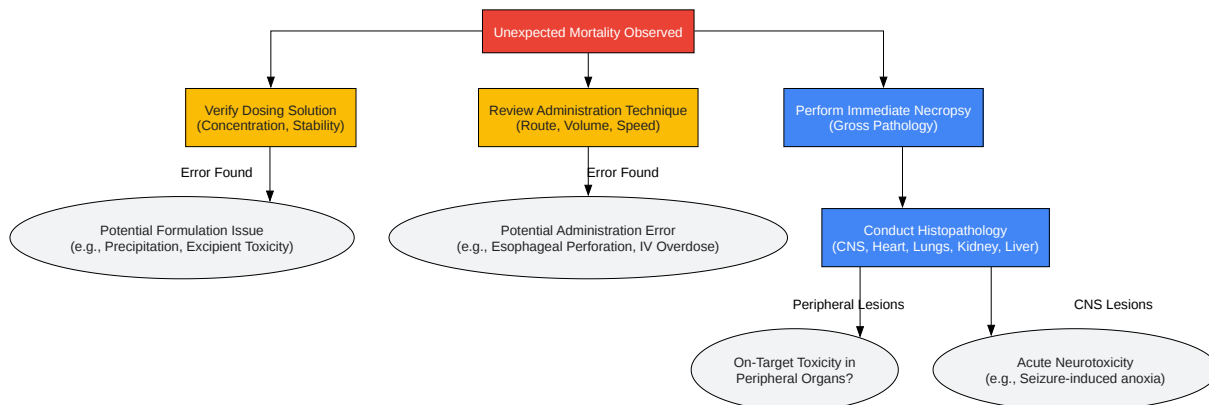 Unexpected Mortality Observed
Verify Dosing Solution
(Concentration, Stability)
Review Administration Technique
(Route, Volume, Speed)
Perform Immediate Necropsy
(Gross Pathology)
Error Found
Error Found
Potential Formulation Issue
(e.g., Precipitation, Excipient Toxicity)
Potential Administration Error
(e.g., Esophageal Perforation, IV Overdose)
Conduct Histopathology
(CNS, Heart, Lungs, Kidney, Liver)
Peripheral Lesions
CNS Lesions
On-Target Toxicity in
Peripheral Organs?
Acute Neurotoxicity
(e.g., Seizure-induced anoxia)